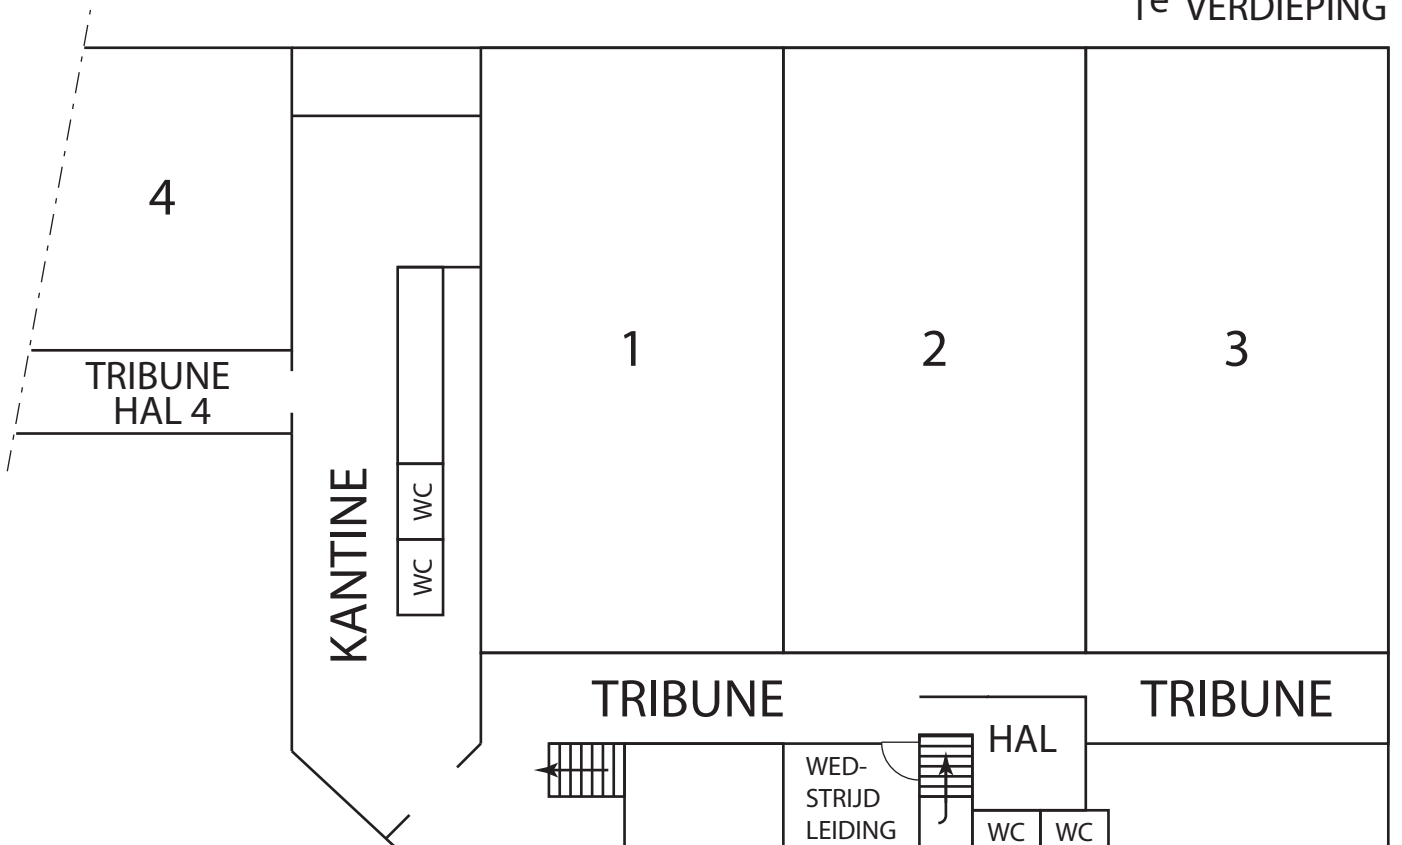 1e VERDIEPING
4
1
2
3
TRIBUNE
HAL 4
KANTINE
WC
WC
TRIBUNE
TRIBUNE
HAL
WED-
STRIJD
LEIDING
WC
WC